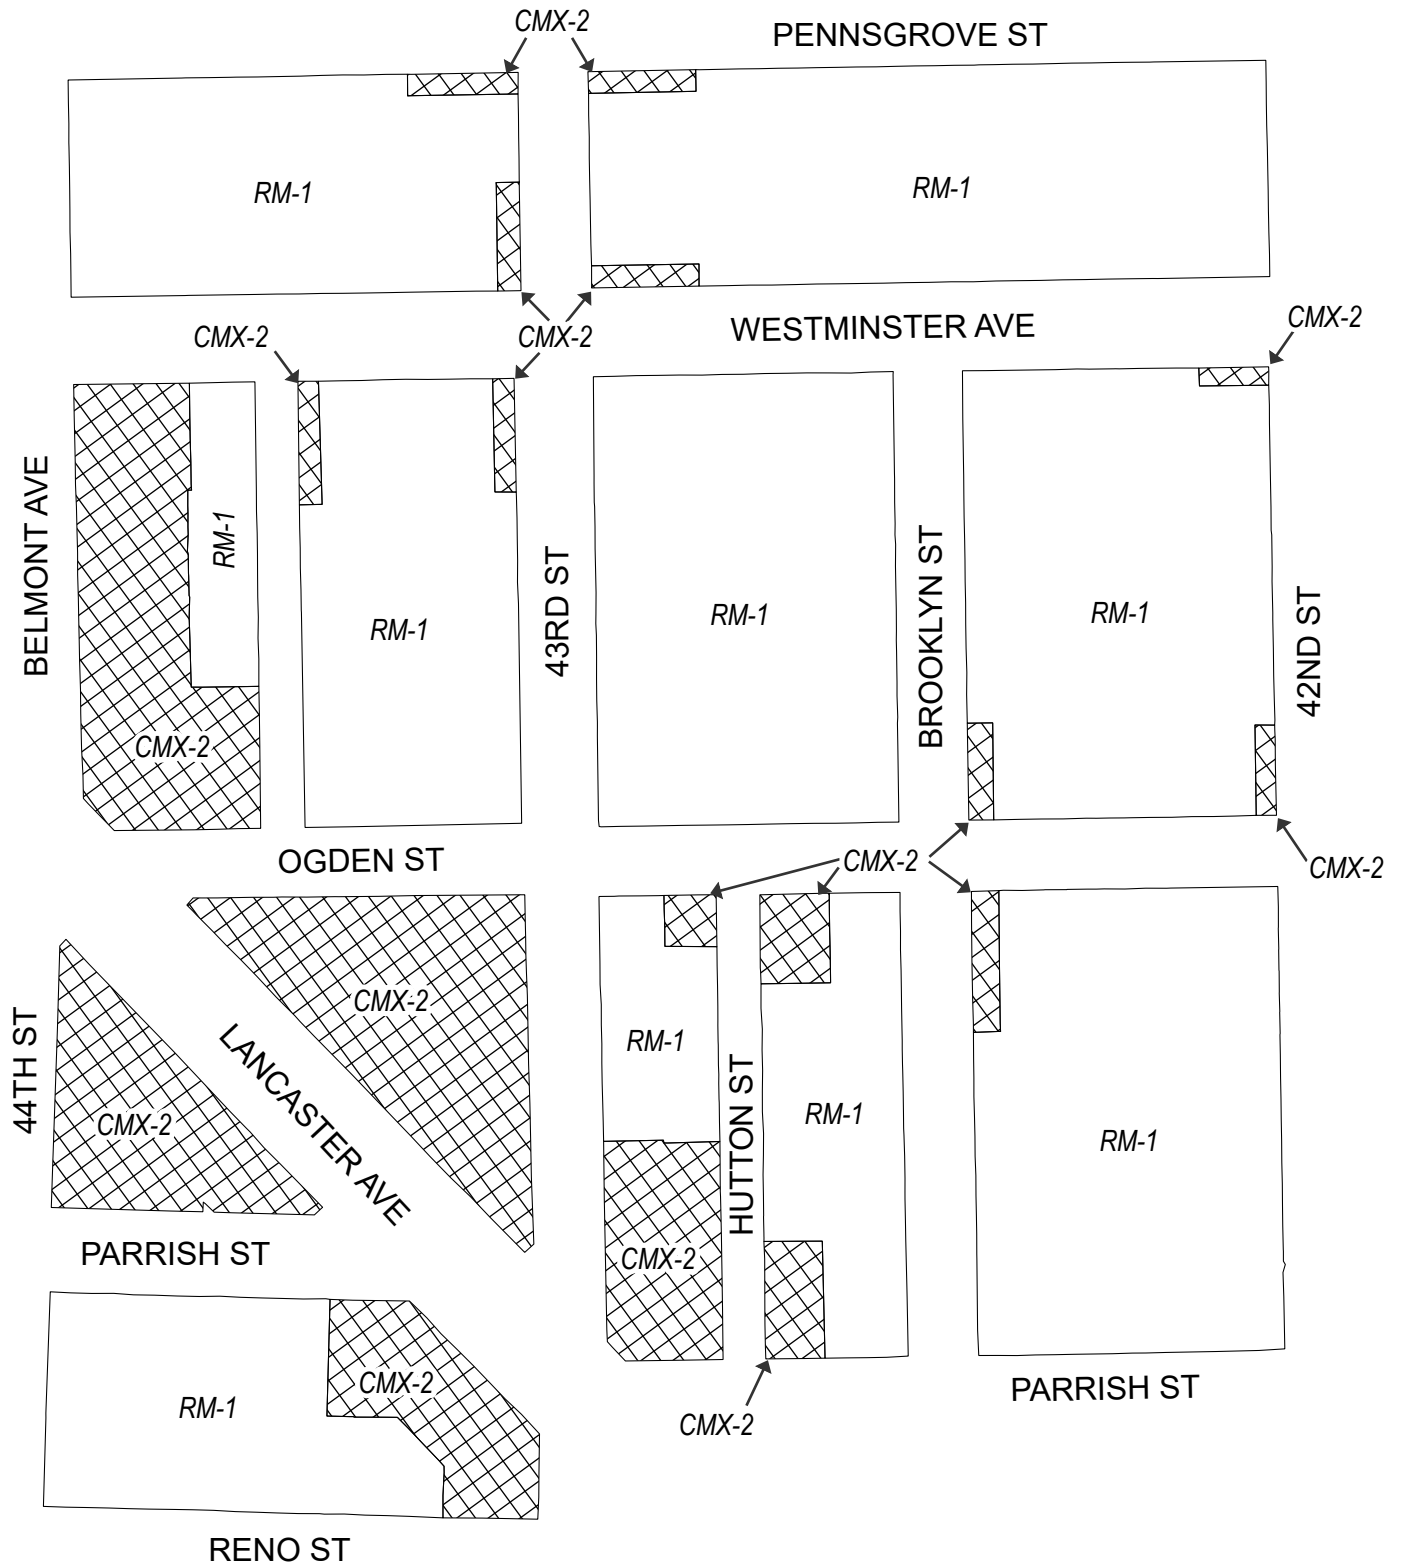 CMX-2
PENNSGROVE ST
RM-1
RM-1
CMX-2
CMX-2
WESTMINSTER AVE
CMX-2
BELMONT AVE
RM-1
CMX-2
RM-1
43RD ST
RM-1
BROOKLYN ST
RM-1
42ND ST
OGDEN ST
CMX-2
CMX-2
44TH ST
CMX-2
LANCASTER AVE
CMX-2
RM-1
HUTTON ST
RM-1
RM-1
CMX-2
PARRISH ST
CMX-2
RM-1
CMX-2
PARRISH ST
RENO ST